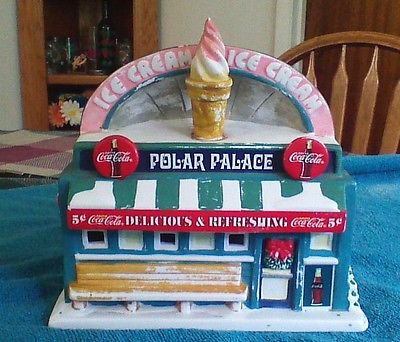 ICE CREAM ICE CREAM
Coca-Cola POLAR PALACE Coca-Cola
5¢ Coca-Cola DELICIOUS & REFRESHING Coca-Cola 5¢